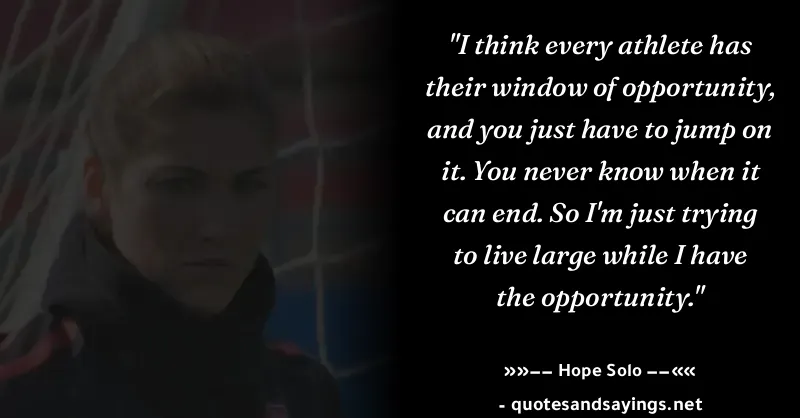 "I think every athlete has
their window of opportunity,
and you just have to jump on
it. You never know when it
can end. So I'm just trying
to live large while I have
the opportunity."
»»−− Hope Solo −−««
- quotesandsayings.net